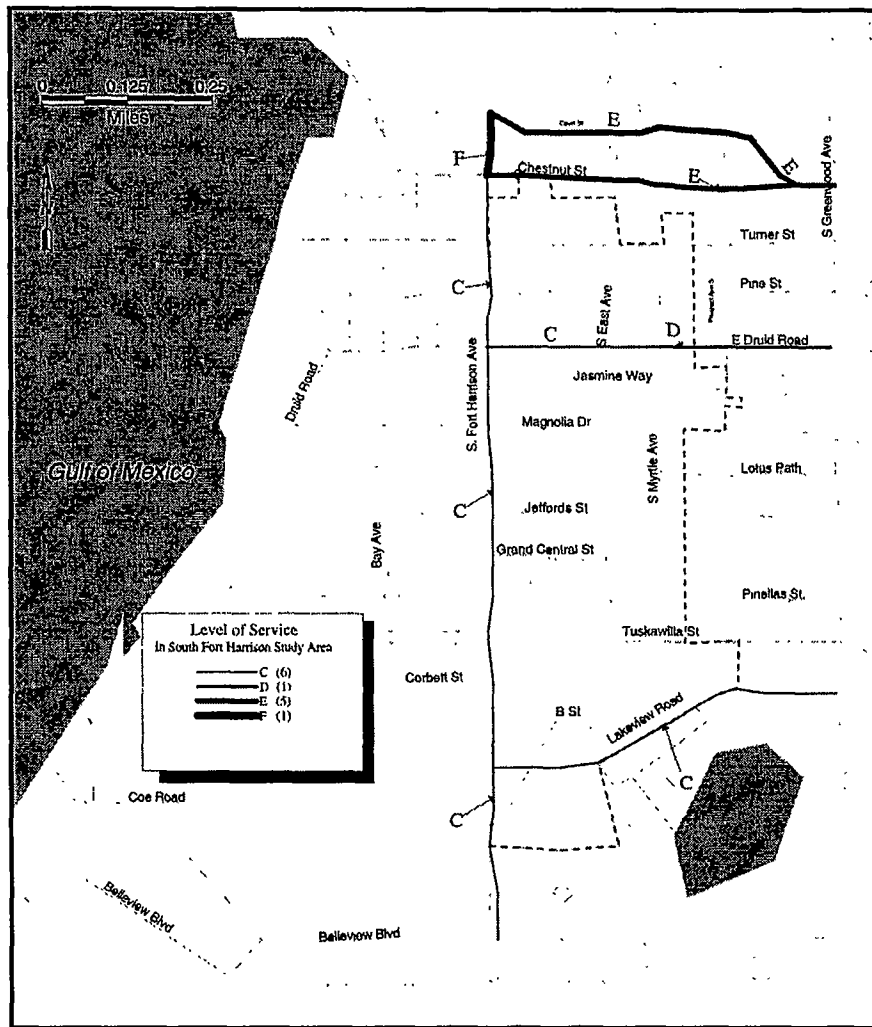 0 0.125 0.25
Miles
N
Court St
E
F
Chestnut St
E
E
S Greenwood Ave
Turner St
C
Pine St
S East Ave
C
D
E Druid Road
Druid Road
S. Fort Harrison Ave
Jasmine Way
Magnolia Dr
S Myrtle Ave
Lotus Path
Gulf of Mexico
C
Jeffords St
Bay Ave
Grand Central St
Pinellas St.
Level of Service
In South Fort Harrison Study Area
C (6)
D (1)
E (5)
F (1)
Tuskawilla St
Corbett St
B St
Lakeview Road
C
Coe Road
C
Belleview Blvd
Belleview Blvd